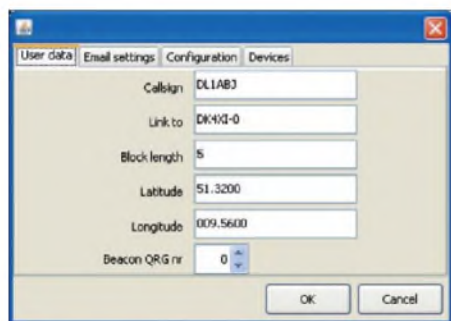 User data Email settings Configuration Devices
Callsign DL1ABJ
Link to DK4XI-0
Block length 5
Latitude 51.3200
Longitude 009.5600
Beacon QRG nr 0
OK Cancel